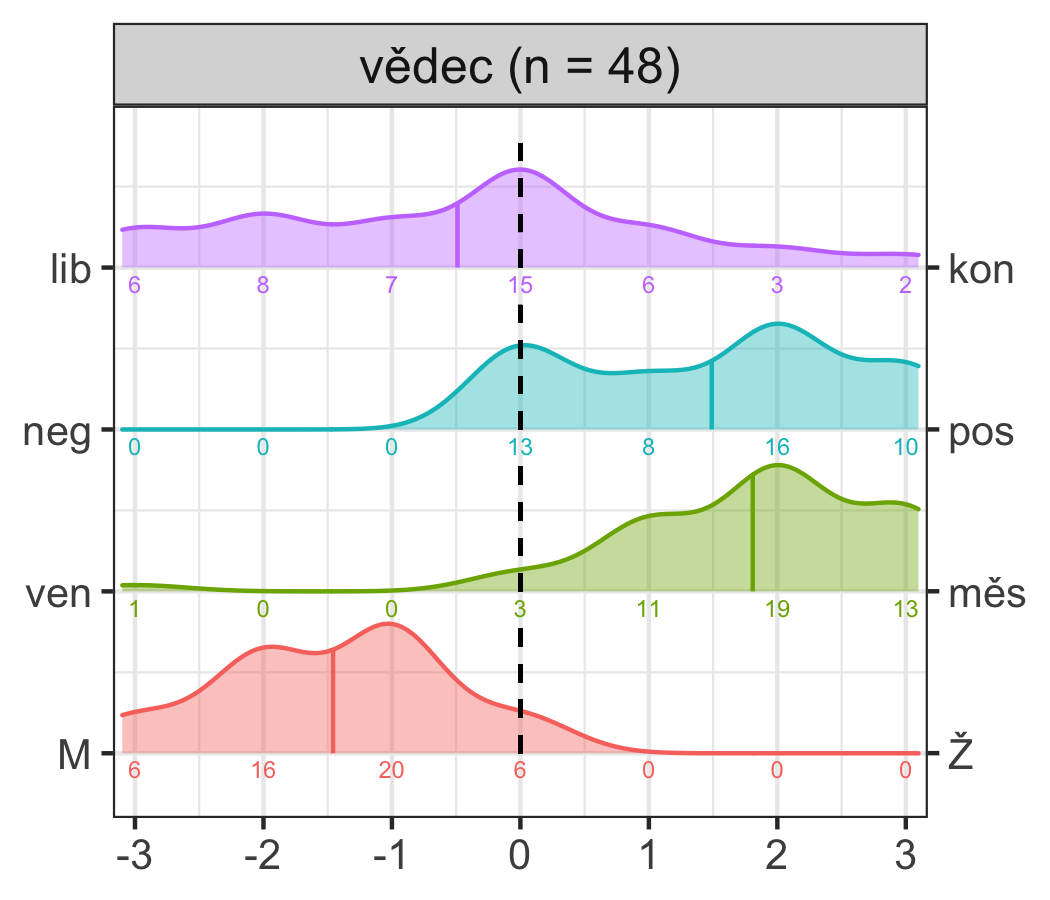 vědec (n = 48)
lib kon
6 8 7 15 6 3 2
neg pos
0 0 0 13 8 16 10
ven měs
1 0 0 3 11 19 13
M Ž
6 16 20 6 0 0 0
-3 -2 -1 0 1 2 3